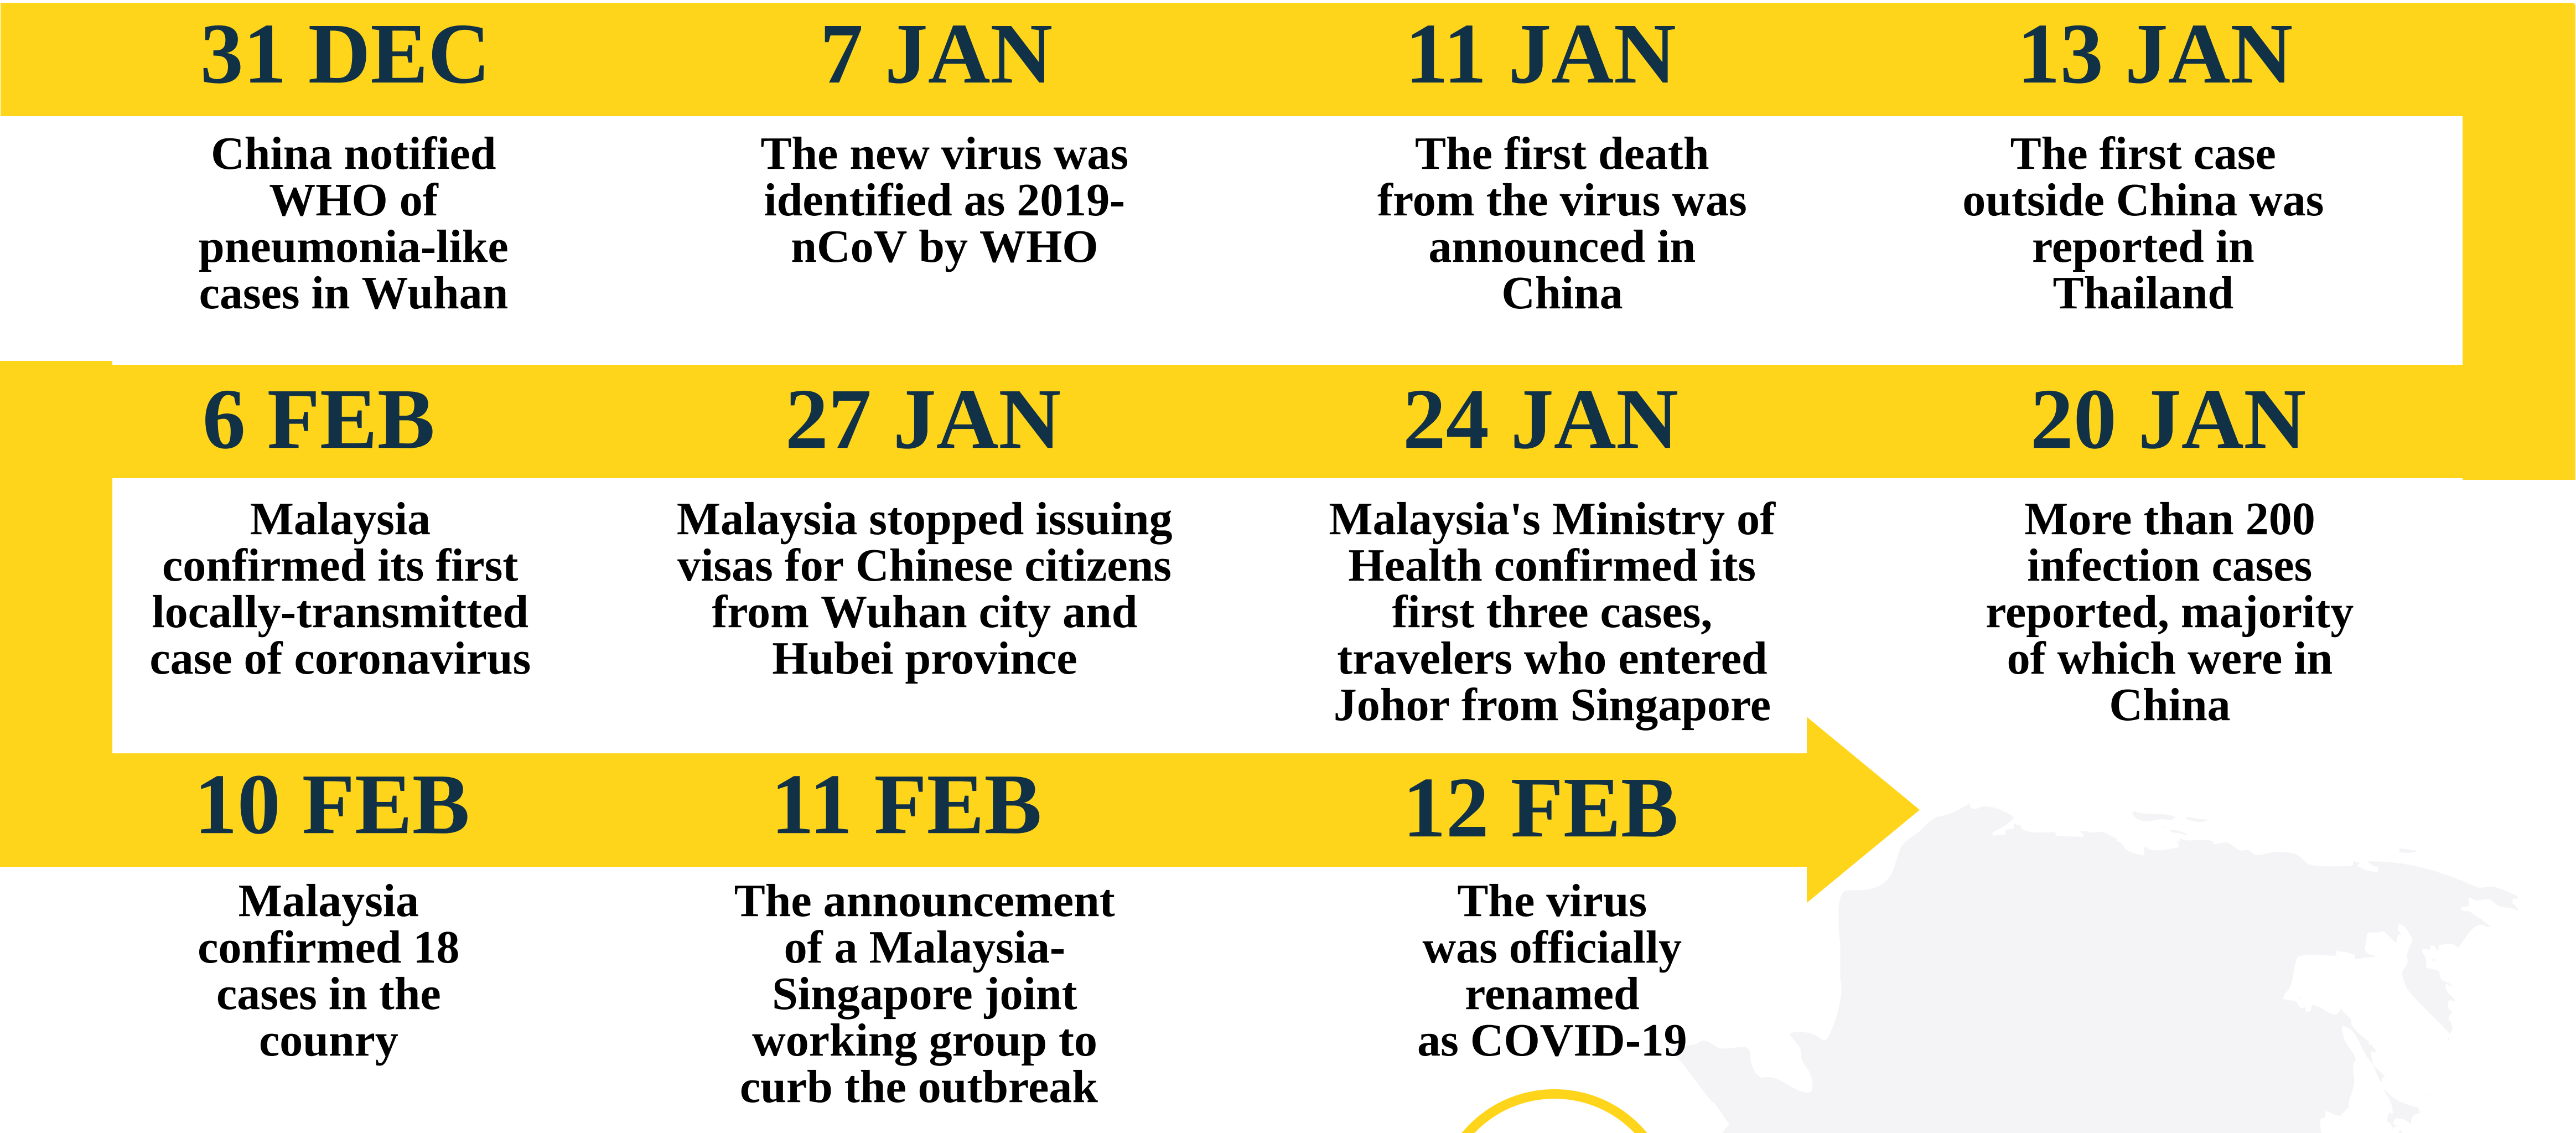 31 DEC
China notified
WHO of
pneumonia-like
cases in Wuhan
7 JAN
The new virus was
identified as 2019-
nCoV by WHO
11 JAN
The first death
from the virus was
announced in
China
13 JAN
The first case
outside China was
reported in
Thailand
20 JAN
More than 200
infection cases
reported, majority
of which were in
China
24 JAN
Malaysia's Ministry of
Health confirmed its
first three cases,
travelers who entered
Johor from Singapore
27 JAN
Malaysia stopped issuing
visas for Chinese citizens
from Wuhan city and
Hubei province
6 FEB
Malaysia
confirmed its first
locally-transmitted
case of coronavirus
10 FEB
Malaysia
confirmed 18
cases in the
counry
11 FEB
The announcement
of a Malaysia-
Singapore joint
working group to
curb the outbreak
12 FEB
The virus
was officially
renamed
as COVID-19